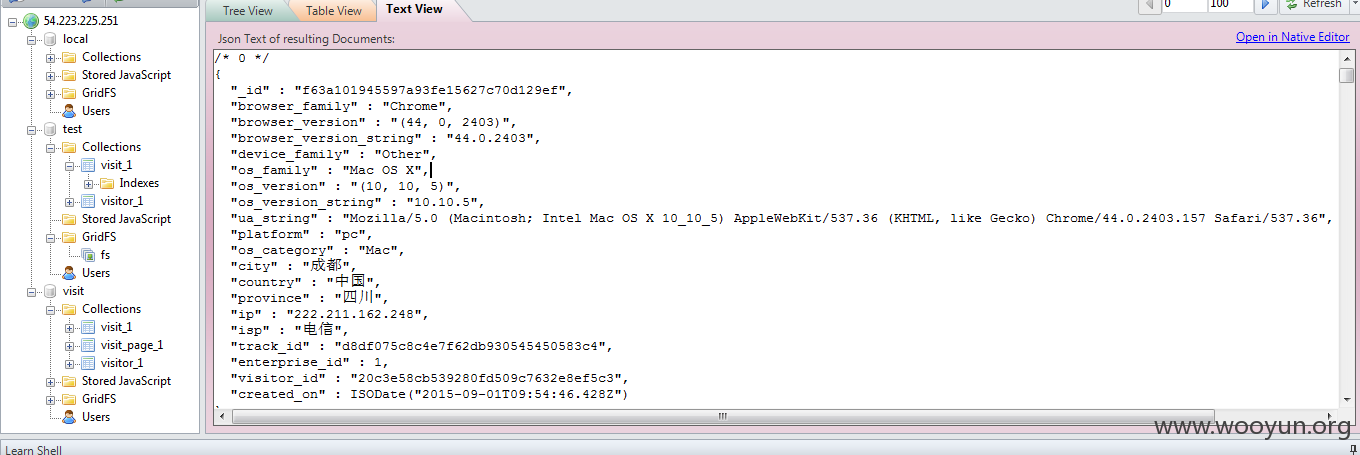 Tree View
Table View
Text View
0
100
Refresh
Json Text of resulting Documents:
Open in Native Editor
54.223.225.251
local
Collections
Stored JavaScript
GridFS
Users
test
Collections
visit_1
Indexes
visitor_1
Stored JavaScript
GridFS
fs
Users
visit
Collections
visit_1
visit_page_1
visitor_1
Stored JavaScript
GridFS
Users
/* 0 */
{
"_id" : "f63a101945597a93fe15627c70d129ef",
"browser_family" : "Chrome",
"browser_version" : "(44, 0, 2403)",
"browser_version_string" : "44.0.2403",
"device_family" : "Other",
"os_family" : "Mac OS X",
"os_version" : "(10, 10, 5)",
"os_version_string" : "10.10.5",
"ua_string" : "Mozilla/5.0 (Macintosh; Intel Mac OS X 10_10_5) AppleWebKit/537.36 (KHTML, like Gecko) Chrome/44.0.2403.157 Safari/537.36",
"platform" : "pc",
"os_category" : "Mac",
"city" : "成都",
"country" : "中国",
"province" : "四川",
"ip" : "222.211.162.248",
"isp" : "电信",
"track_id" : "d8df075c8c4e7f62db930545450583c4",
"enterprise_id" : 1,
"visitor_id" : "20c3e58cb539280fd509c7632e8ef5c3",
"created_on" : ISODate("2015-09-01T09:54:46.428Z")
www.wooyun.org
Learn Shell